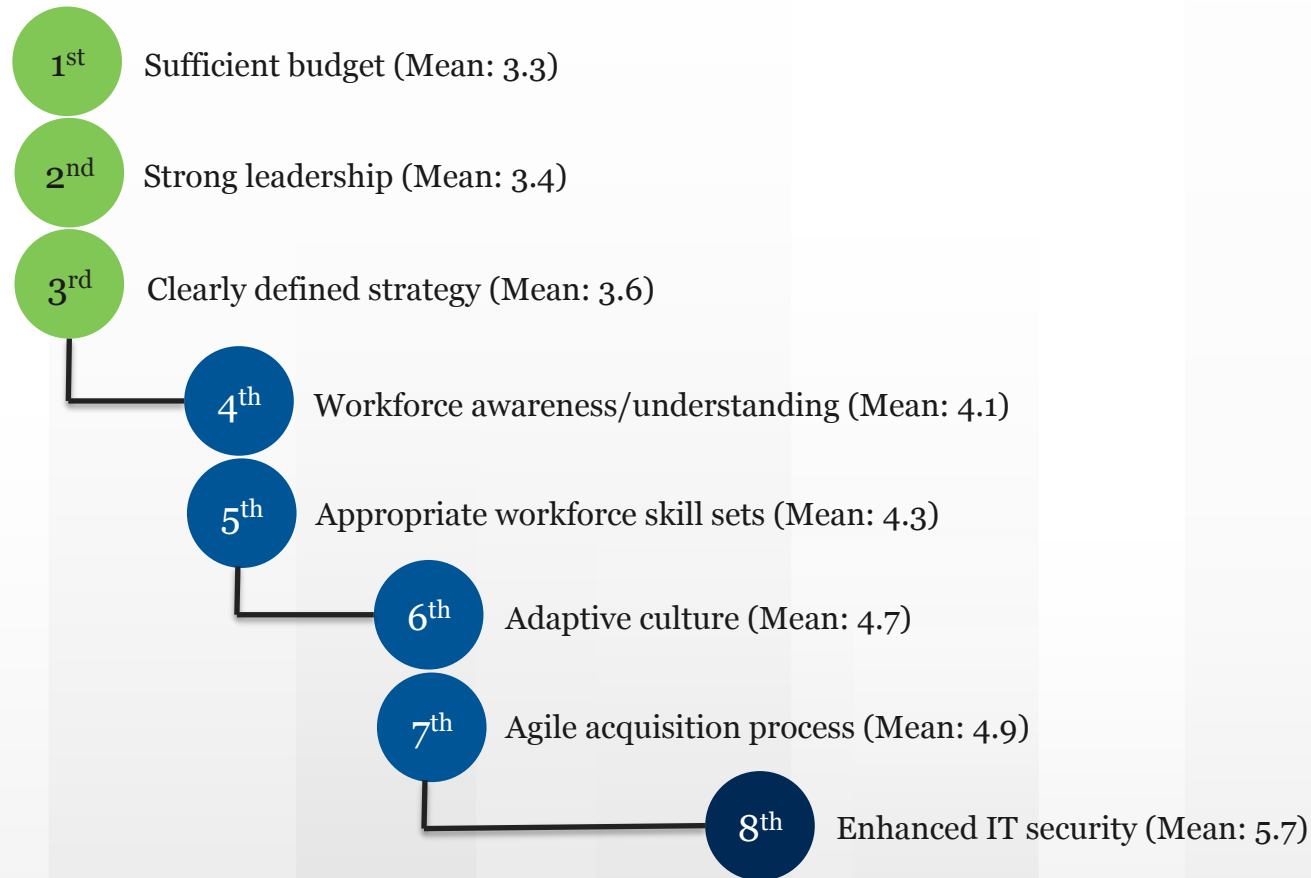 1st Sufficient budget (Mean: 3.3)
2nd Strong leadership (Mean: 3.4)
3rd Clearly defined strategy (Mean: 3.6)
4th Workforce awareness/understanding (Mean: 4.1)
5th Appropriate workforce skill sets (Mean: 4.3)
6th Adaptive culture (Mean: 4.7)
7th Agile acquisition process (Mean: 4.9)
8th Enhanced IT security (Mean: 5.7)